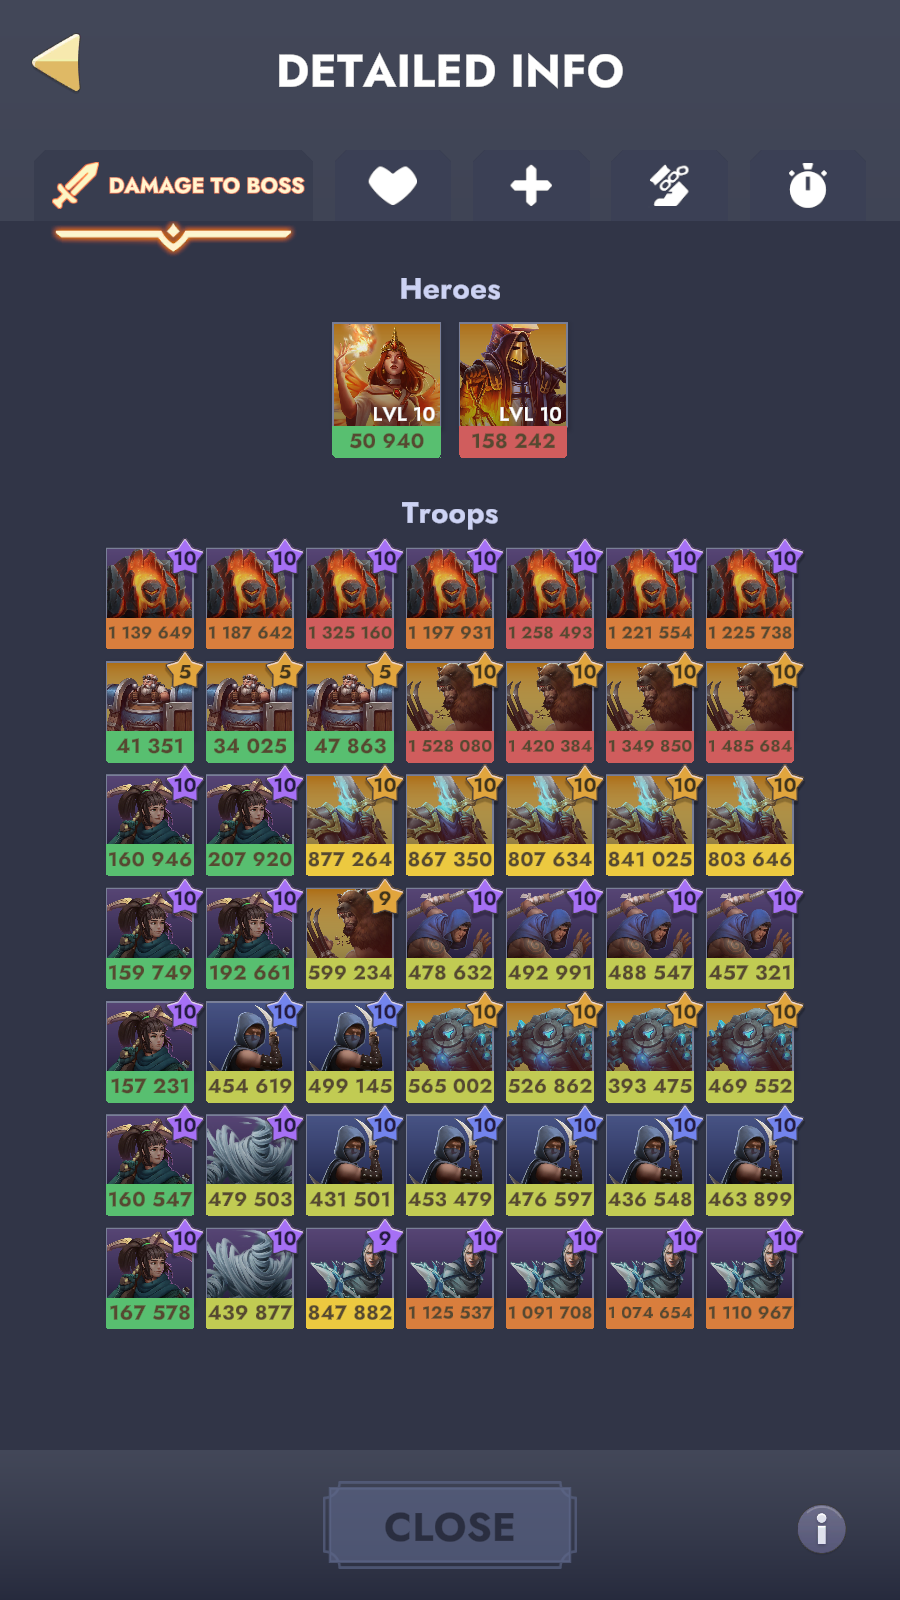 DETAILED INFO
DAMAGE TO BOSS
Heroes
LVL 10 LVL 10
50 940 158 242
Troops
10 10 10 10 10 10 10
1 139 649 1 187 642 1 325 160 1 197 931 1 258 493 1 221 554 1 225 738
5 5 5 10 10 10 10
41 351 34 025 47 863 1 528 080 1 420 384 1 349 850 1 485 684
10 10 10 10 10 10 10
160 946 207 920 877 264 867 350 807 634 841 025 803 646
10 10 9 10 10 10 10
159 749 192 661 599 234 478 632 492 991 488 547 457 321
10 10 10 10 10 10 10
157 231 454 619 499 145 565 002 526 862 393 475 469 552
10 10 10 10 10 10 10
160 547 479 503 431 501 453 479 476 597 436 548 463 899
10 10 9 10 10 10 10
167 578 439 877 847 882 1 125 537 1 091 708 1 074 654 1 110 967
CLOSE